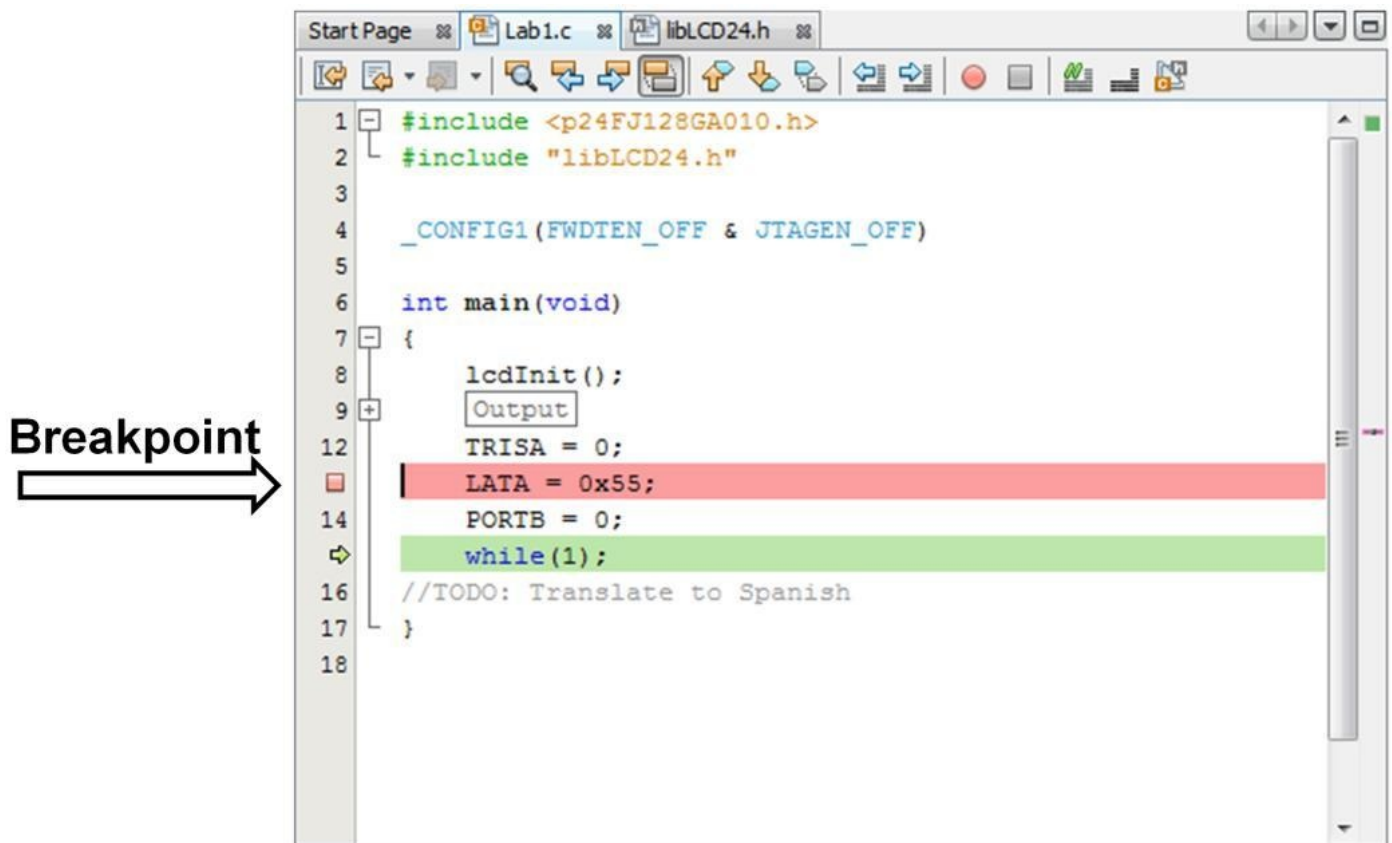 Start Page Lab1.c libLCD24.h
1 #include <p24FJ128GA010.h>
2 #include "libLCD24.h"
3
4 _CONFIG1(FWDTEN_OFF & JTAGEN_OFF)
5
6 int main(void)
7 {
8 lcdInit();
9 Output
12 TRISA = 0;
Breakpoint
LATA = 0x55;
14 PORTB = 0;
while(1);
16 //TODO: Translate to Spanish
17 }
18